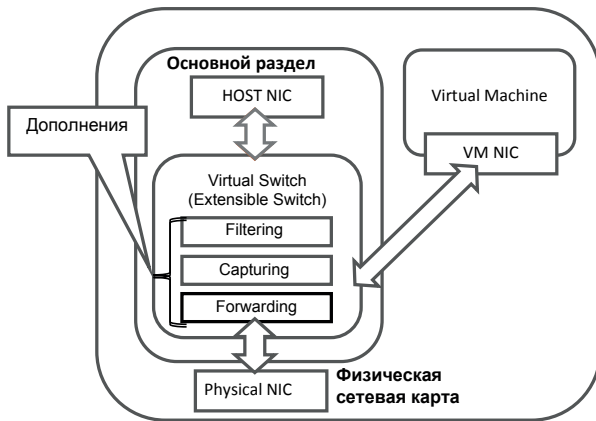 Основной раздел
HOST NIC
Virtual Machine
Дополнения
VM NIC
Virtual Switch
(Extensible Switch)
Filtering
Capturing
Forwarding
Physical NIC
Физическая
сетевая карта